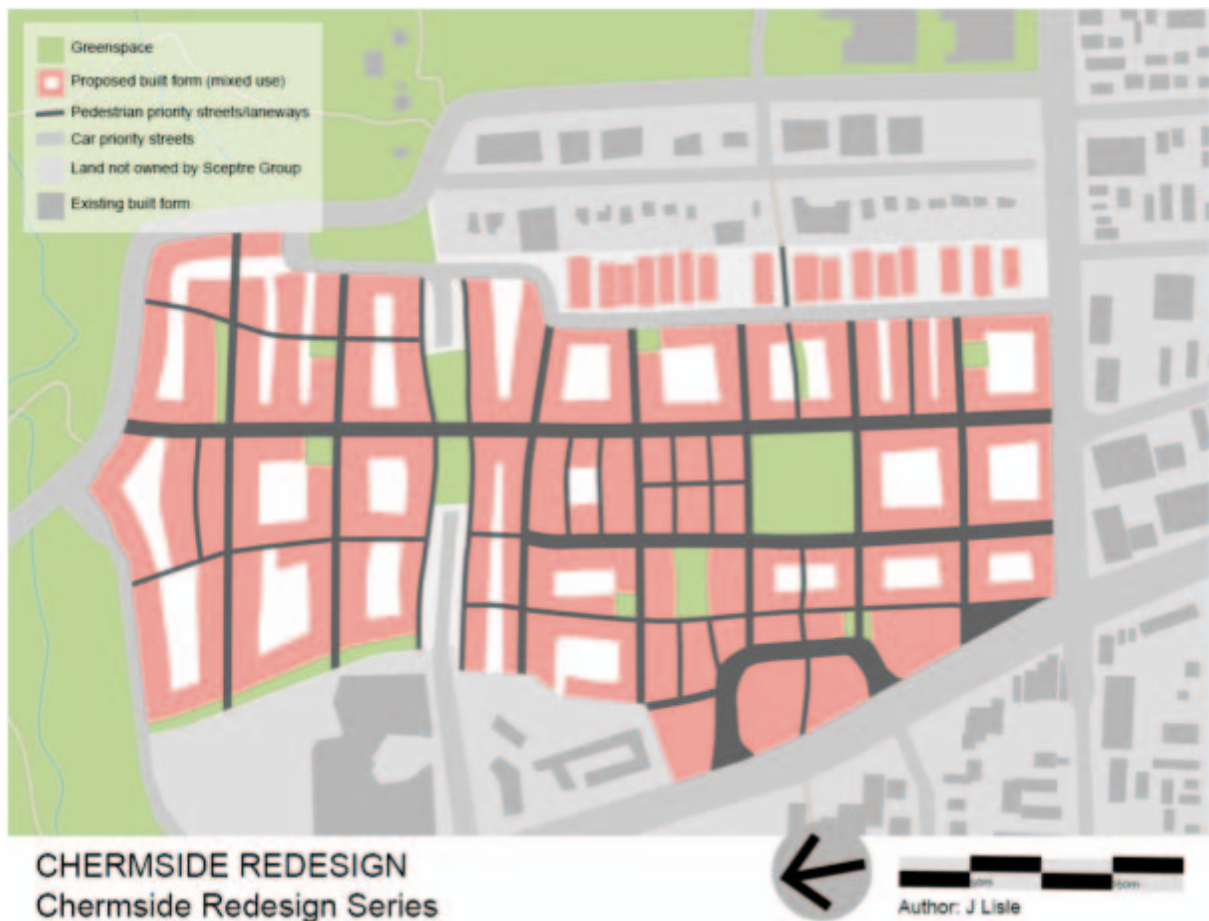 Greenspace
Proposed built form (mixed use)
Pedestrian priority streets/laneways
Car priority streets
Land not owned by Sceptre Group
Existing built form
CHERMSIDE REDESIGN
Chermside Redesign Series
Author: J Lisle